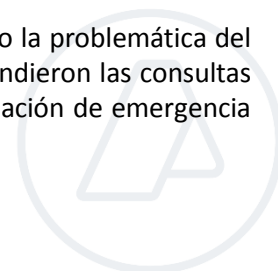 o la problemática del
ndieron las consultas
ación de emergencia